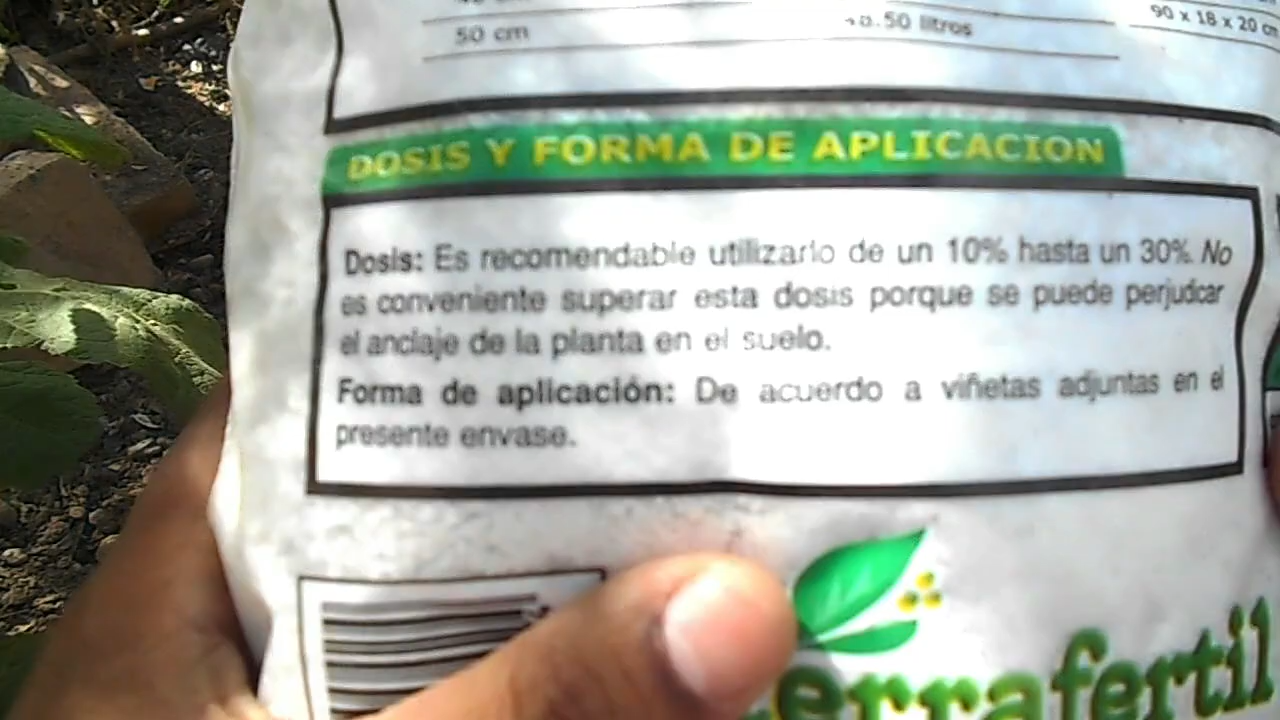 50 cm
50 litros
90 x 18 x 20 cm
DOSIS Y FORMA DE APLICACION
Dosis: Es recomendable utilizarlo de un 10% hasta un 30%. No
es conveniente superar esta dosis porque se puede perjudcar
el anclaje de la planta en el suelo.
Forma de aplicación: De acuerdo a viñetas adjuntas en el
presente envase.
errafertil